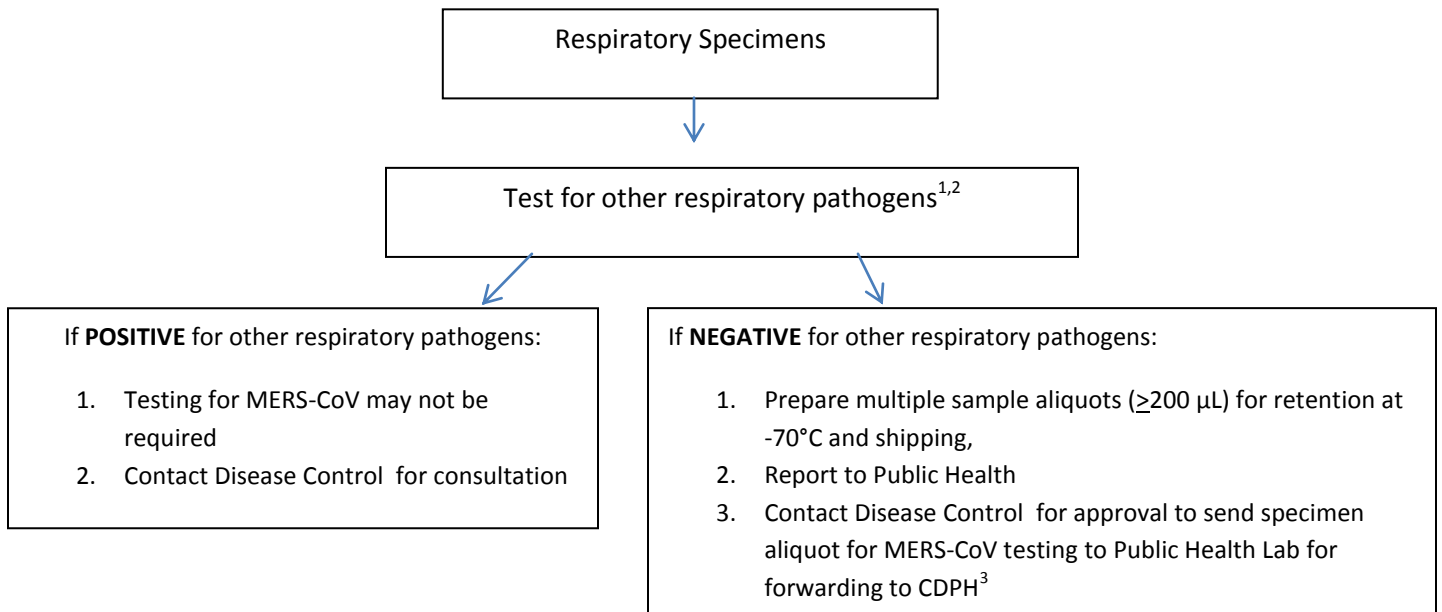 Respiratory Specimens
Test for other respiratory pathogens1,2
If POSITIVE for other respiratory pathogens:
1. Testing for MERS-CoV may not be
required
2. Contact Disease Control for consultation
If NEGATIVE for other respiratory pathogens:
1. Prepare multiple sample aliquots (≥200 µL) for retention at
-70°C and shipping,
2. Report to Public Health
3. Contact Disease Control for approval to send specimen
aliquot for MERS-CoV testing to Public Health Lab for
forwarding to CDPH3